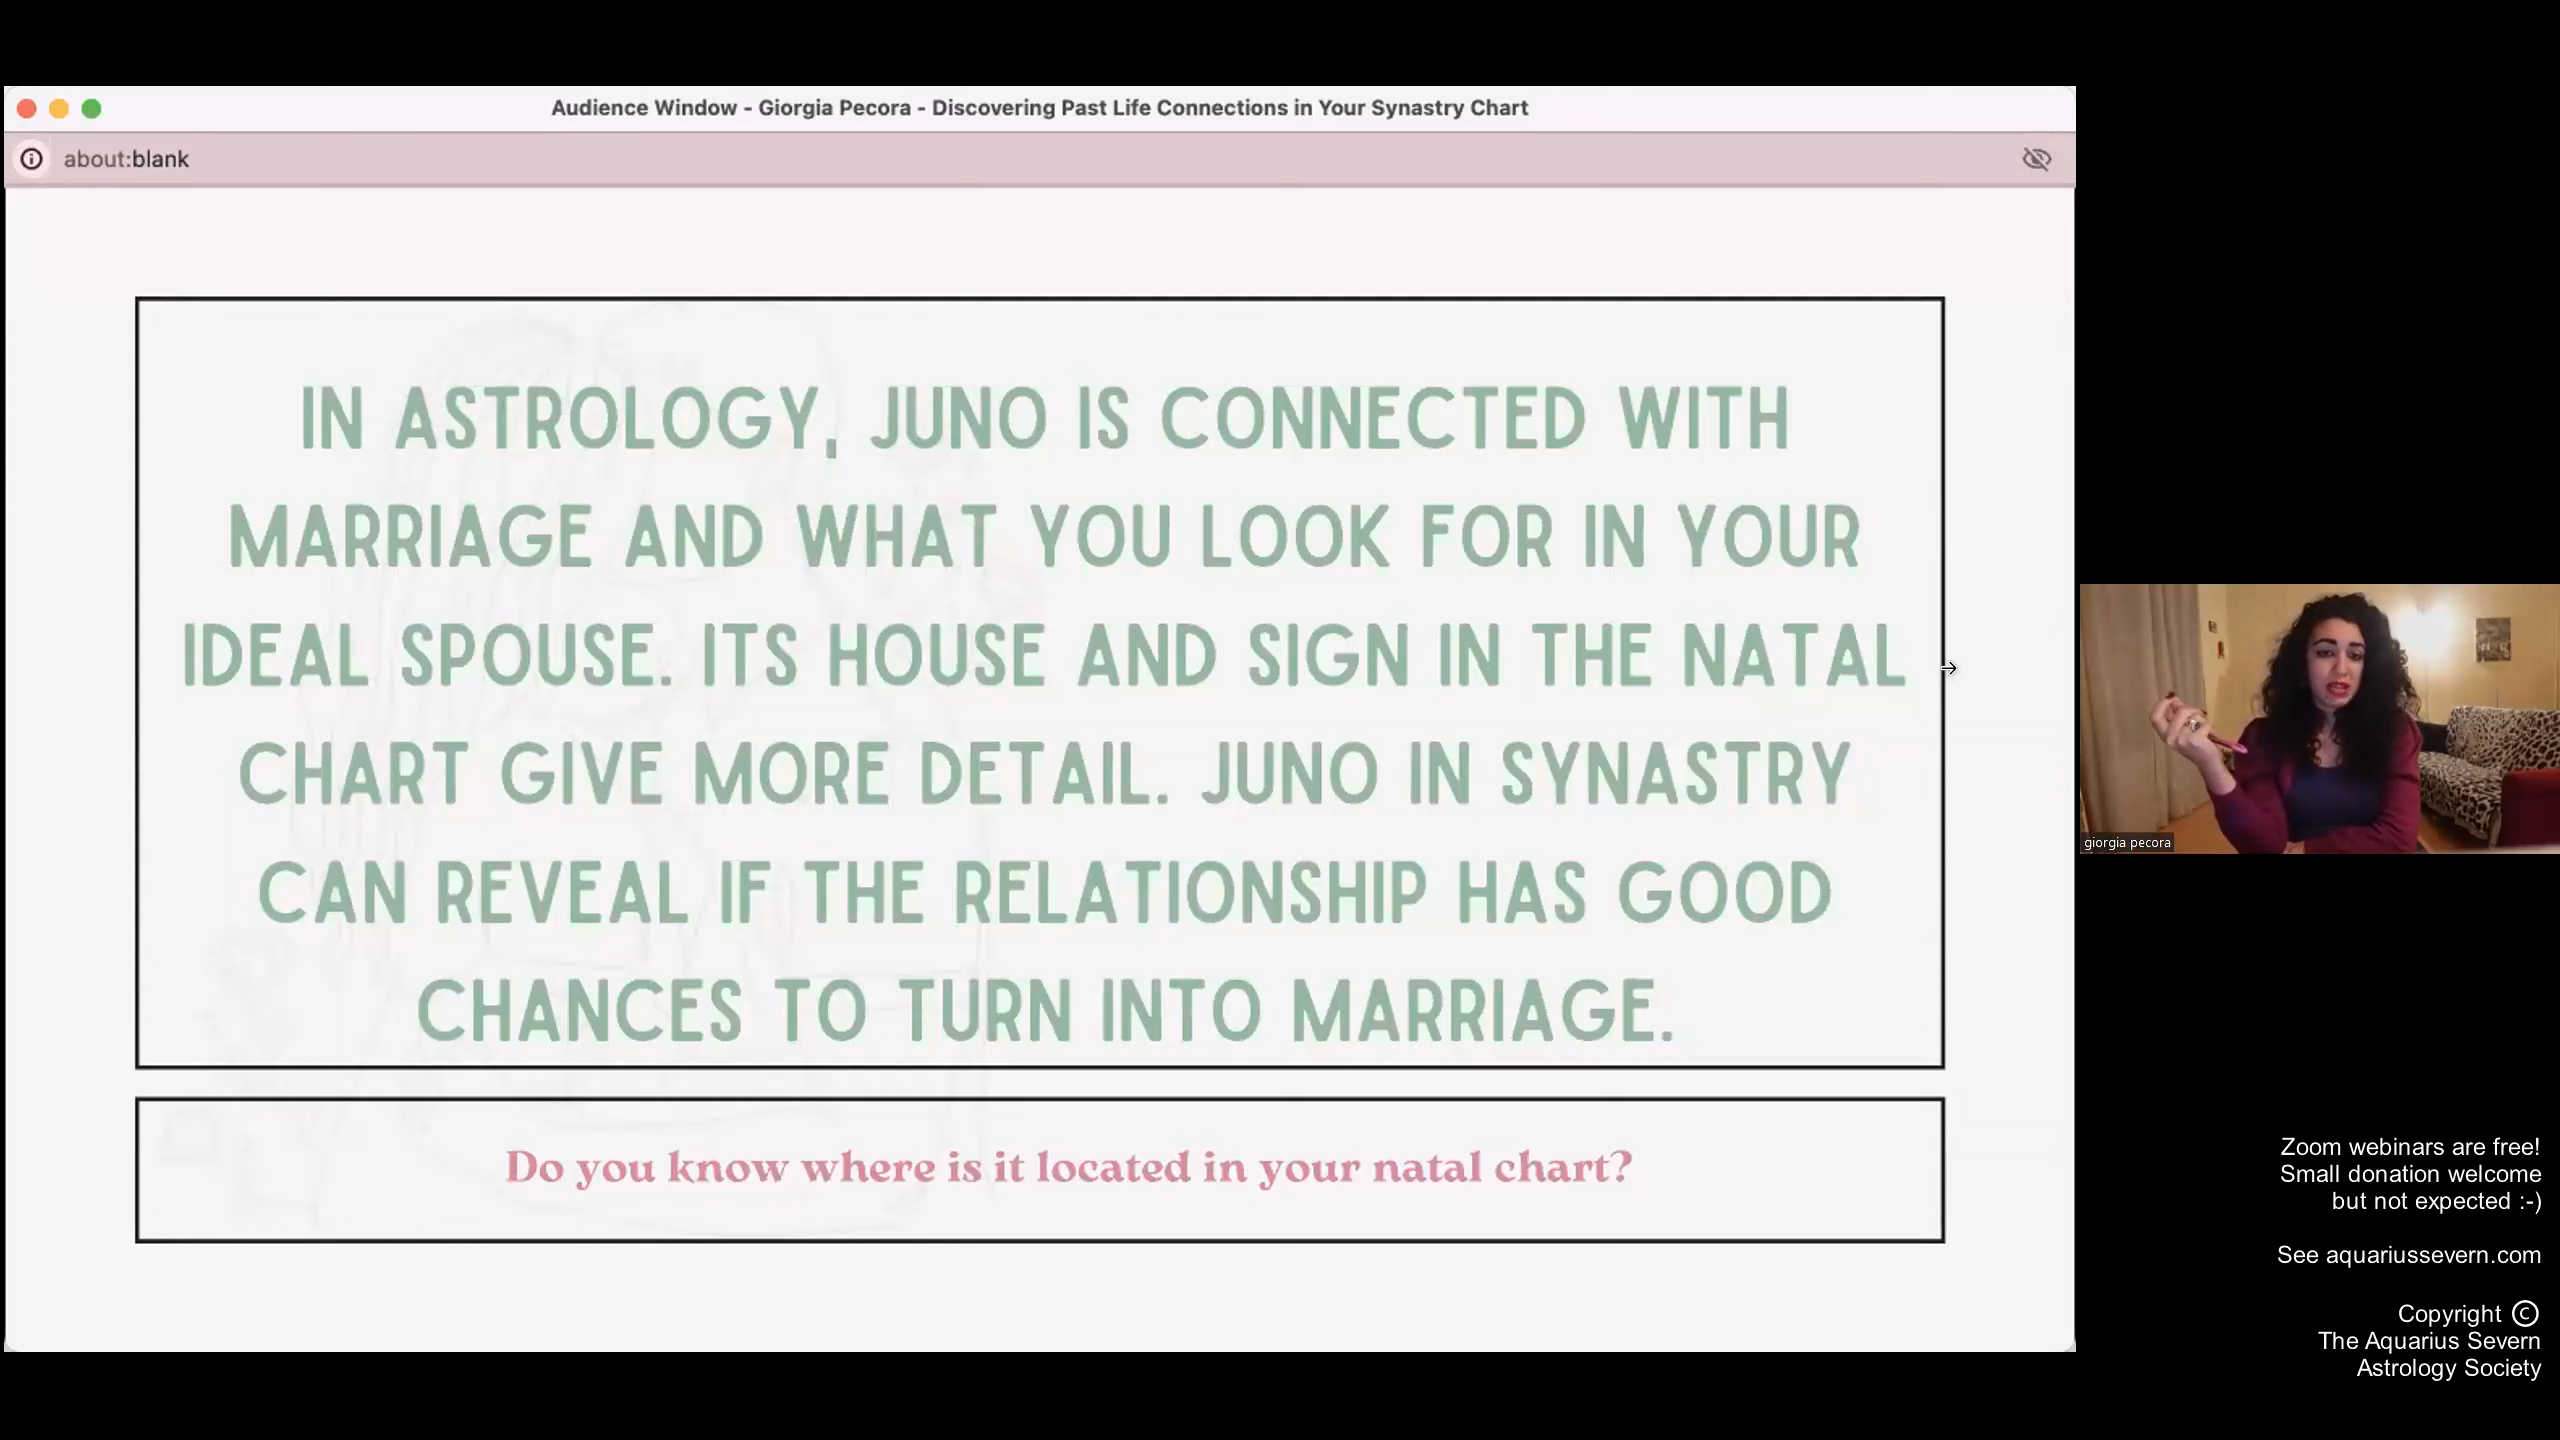 Audience Window - Giorgia Pecora - Discovering Past Life Connections in Your Synastry Chart
about:blank
IN ASTROLOGY, JUNO IS CONNECTED WITH
MARRIAGE AND WHAT YOU LOOK FOR IN YOUR
IDEAL SPOUSE. ITS HOUSE AND SIGN IN THE NATAL
CHART GIVE MORE DETAIL. JUNO IN SYNASTRY
CAN REVEAL IF THE RELATIONSHIP HAS GOOD
CHANCES TO TURN INTO MARRIAGE.
Do you know where is it located in your natal chart?
giorgia pecora
Zoom webinars are free!
Small donation welcome
but not expected :-)
See aquariussevern.com
Copyright ©
The Aquarius Severn
Astrology Society